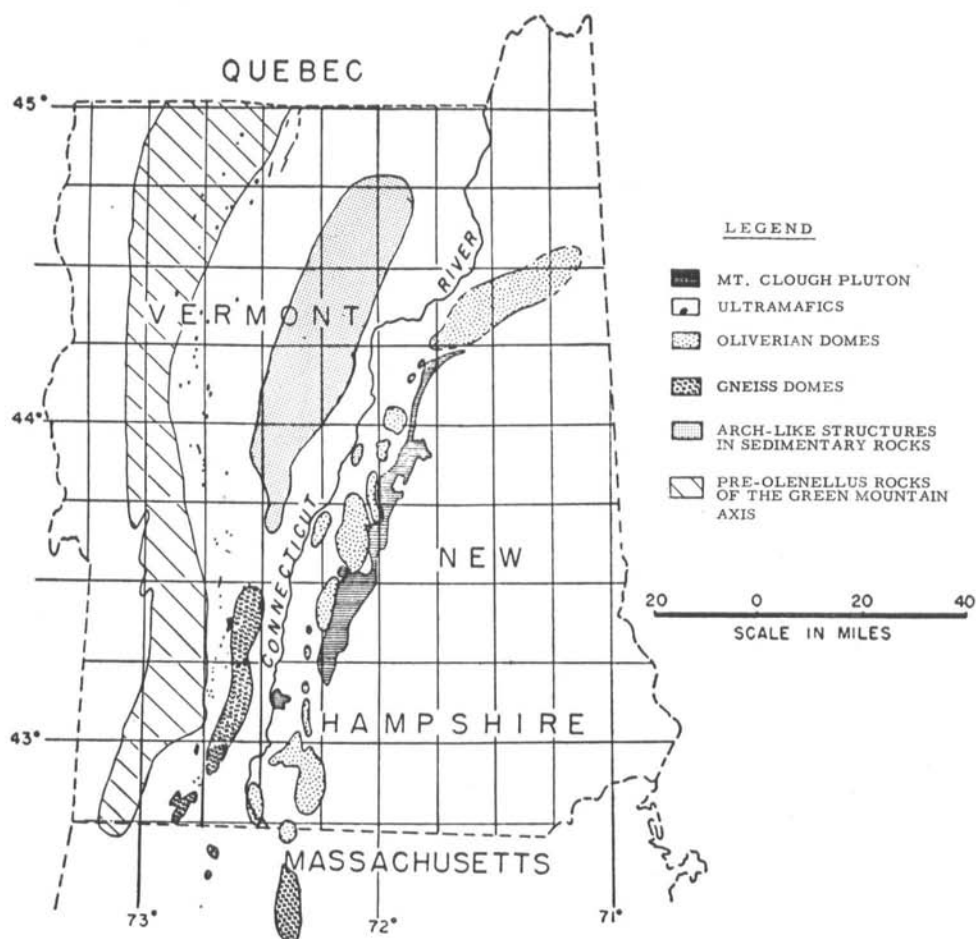 QUEBEC
45°
VERMONT
RIVER
44°
CONNECTICUT
NEW
HAMPSHIRE
43°
MASSACHUSETTS
73°
72°
71°
LEGEND
MT. CLOUGH PLUTON
ULTRAMAFICS
OLIVERIAN DOMES
GNEISS DOMES
ARCH-LIKE STRUCTURES
IN SEDIMENTARY ROCKS
PRE-OLENELLUS ROCKS
OF THE GREEN MOUNTAIN
AXIS
20 0 20 40
SCALE IN MILES